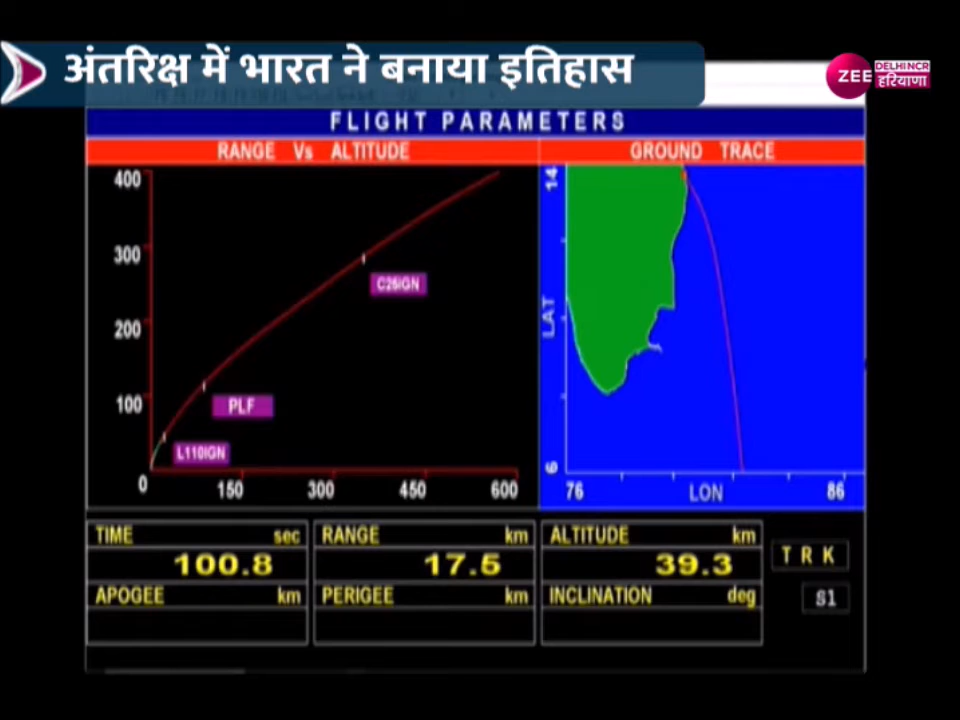 अंतरिक्ष में भारत ने बनाया इतिहास
ZEE DELHI NCR हरियाणा
FLIGHT PARAMETERS
RANGE Vs ALTITUDE
GROUND TRACE
400
300
200
100
0
150
300
450
600
C25IGN
PLF
L110IGN
14
LAT
6
76
LON
86
TIME sec
100.8
RANGE km
17.5
ALTITUDE km
39.3
TRK
APOGEE km
PERIGEE km
INCLINATION deg
S1